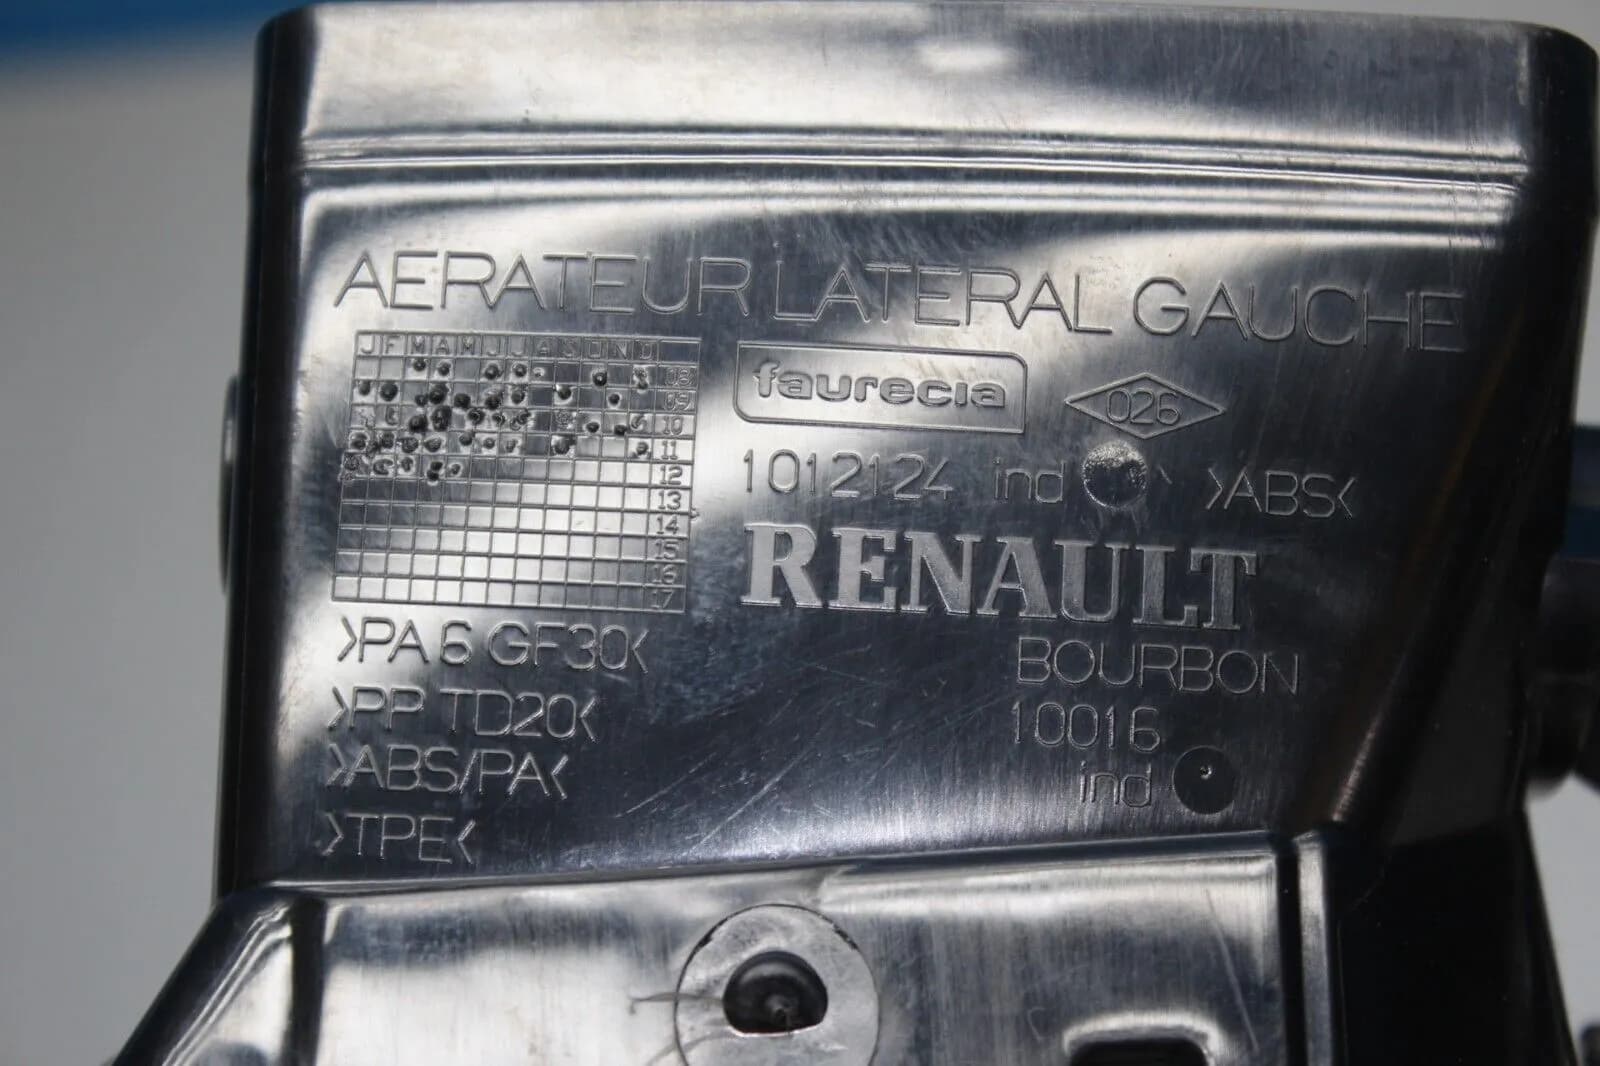 AERATEUR LATERAL GAUCHE
J F M A M J J A S O N D
08
09
10
11
12
13
14
15
16
17
faurecia
026
1012124 ind >ABS<
RENAULT
BOURBON
10016
ind
>PA 6 GF30<
>PP TD20<
>ABS/PA<
>TPE<